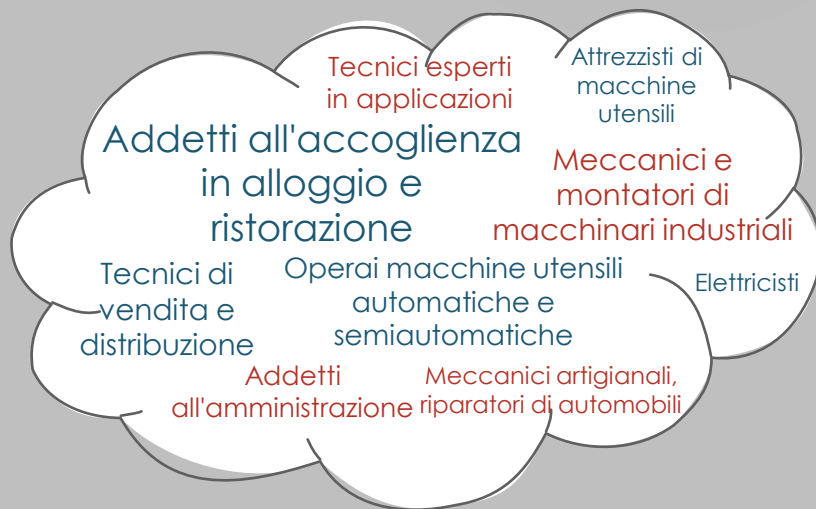 Tecnici esperti
in applicazioni
Attrezzisti di
macchine
utensili
Addetti all'accoglienza
in alloggio e
ristorazione
Meccanici e
montatori di
macchinari industriali
Tecnici di
vendita e
distribuzione
Operai macchine utensili
automatiche e
semiautomatiche
Elettricisti
Addetti
all'amministrazione
Meccanici artigianali,
riparatori di automobili